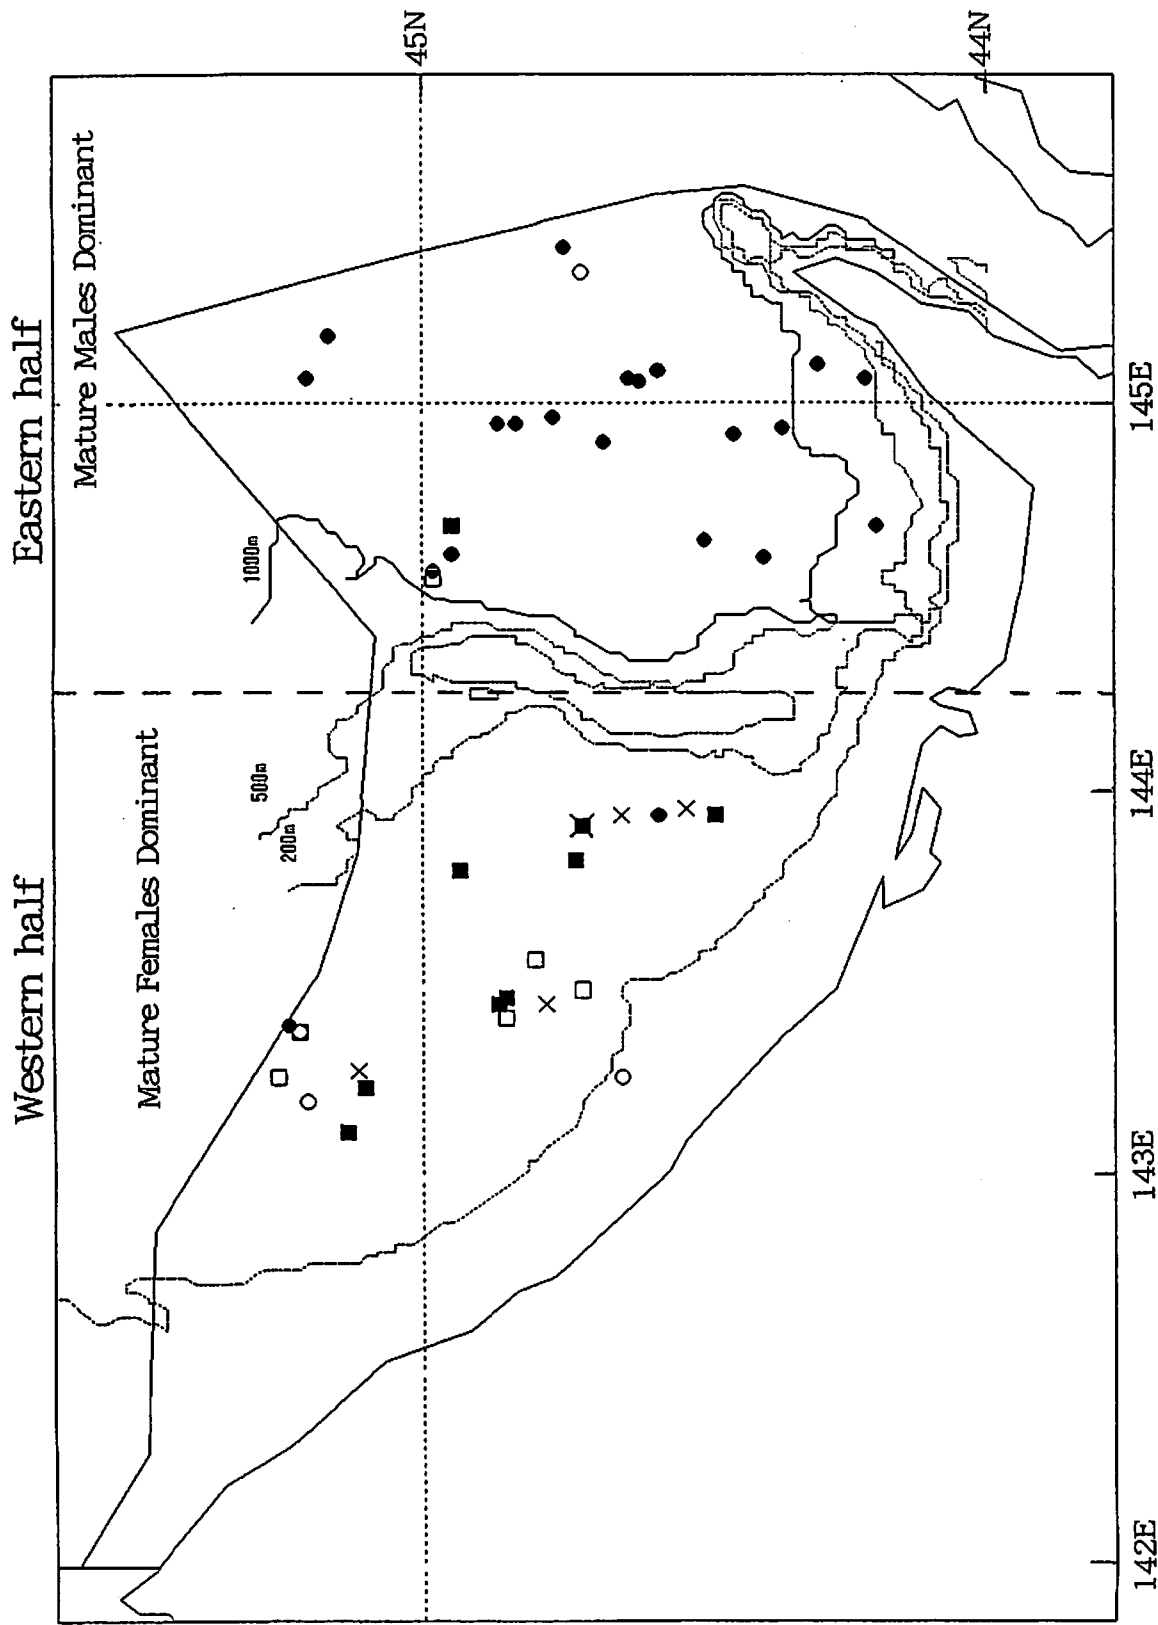 Western half
Eastern half
Mature Females Dominant
Mature Males Dominant
200m
500m
1000m
45N
44N
142E
143E
144E
145E